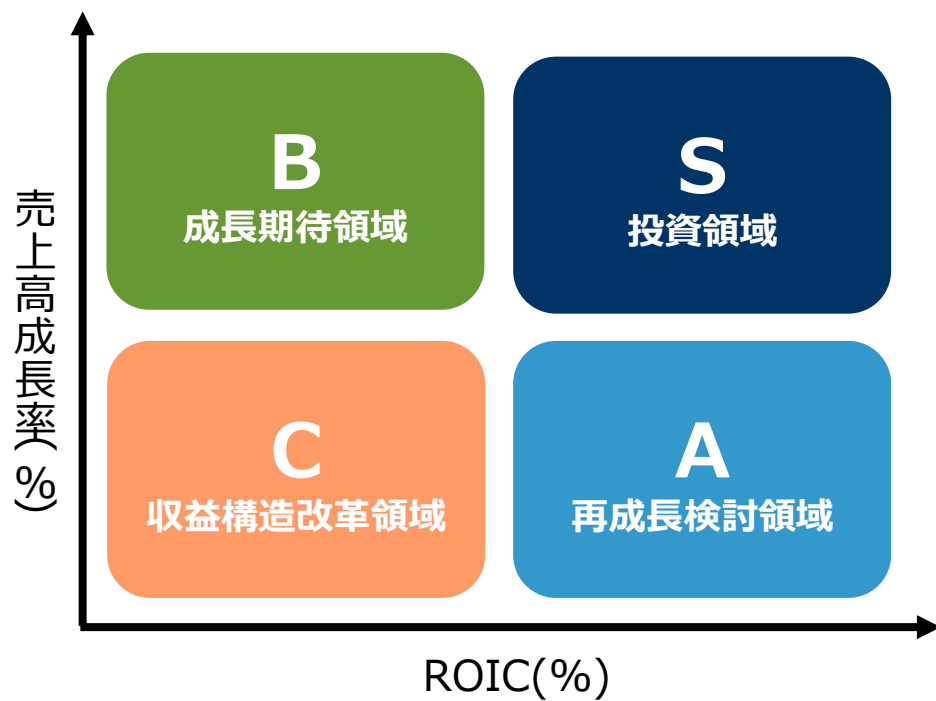 売上高成長率(%)
B
成長期待領域
S
投資領域
C
収益構造改革領域
A
再成長検討領域
ROIC(%)